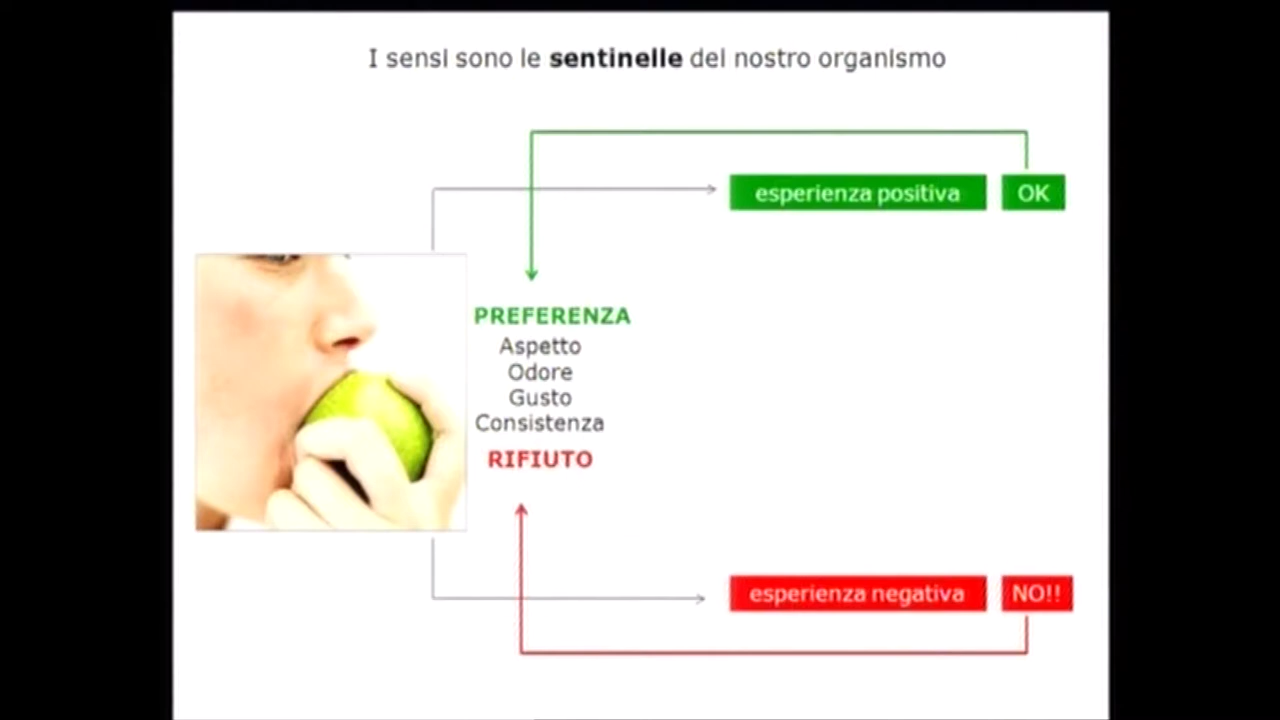 I sensi sono le sentinelle del nostro organismo
esperienza positiva OK
PREFERENZA
Aspetto
Odore
Gusto
Consistenza
RIFIUTO
esperienza negativa NO!!